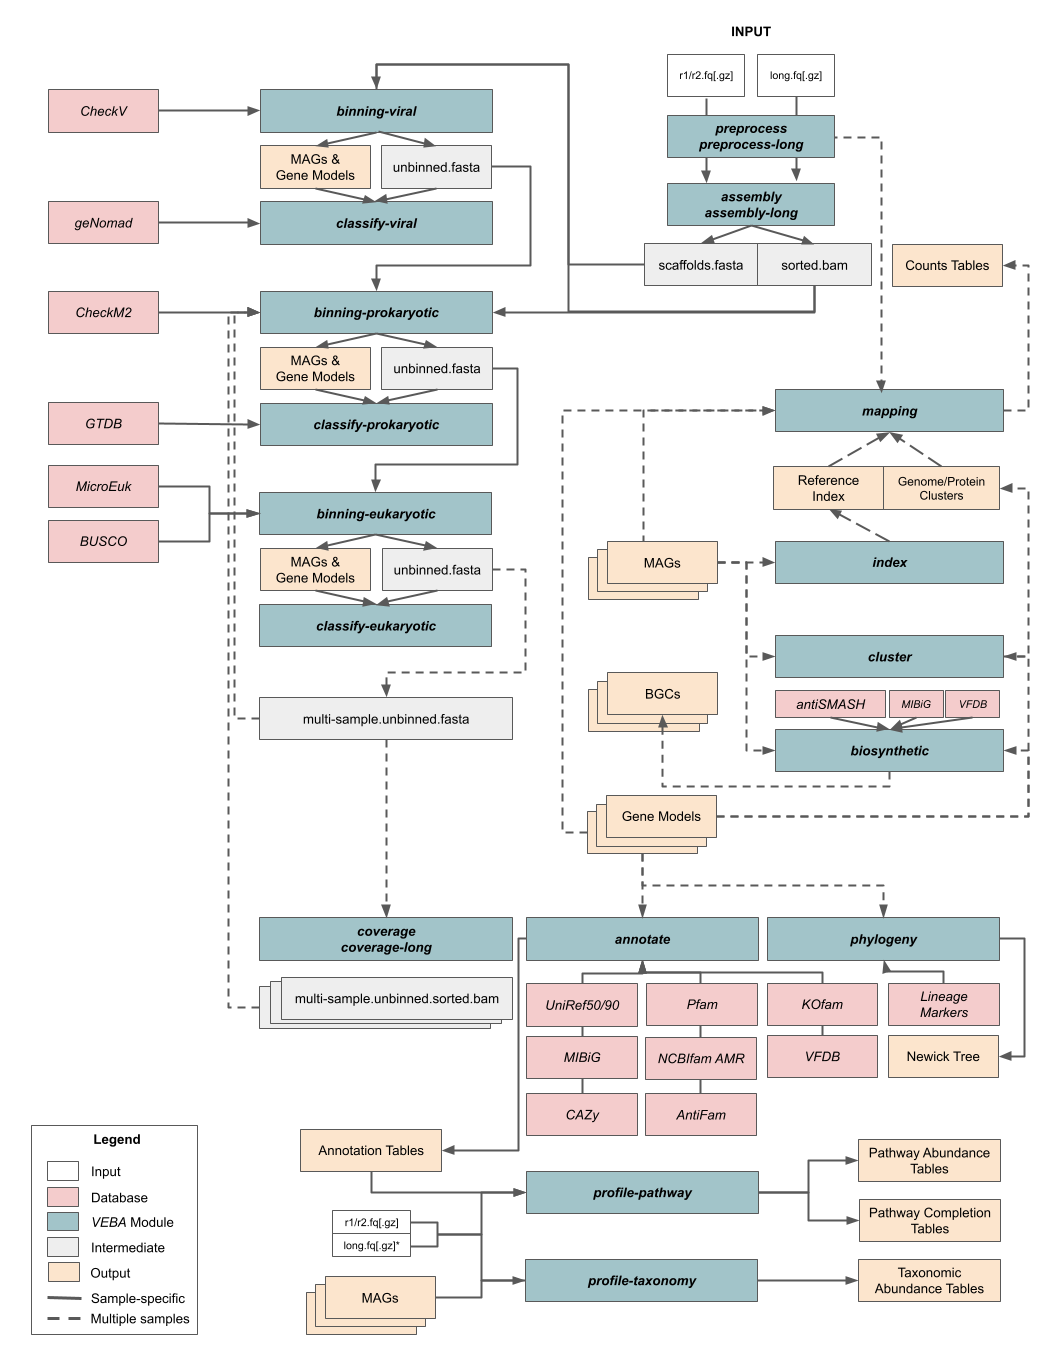 INPUT
r1/r2.fq[.gz]
long.fq[.gz]
preprocess
preprocess-long
assembly
assembly-long
scaffolds.fasta
sorted.bam
Counts Tables
CheckV
binning-viral
MAGs &
Gene Models
unbinned.fasta
geNomad
classify-viral
CheckM2
binning-prokaryotic
MAGs &
Gene Models
unbinned.fasta
GTDB
classify-prokaryotic
MicroEuk
BUSCO
binning-eukaryotic
MAGs &
Gene Models
unbinned.fasta
classify-eukaryotic
multi-sample.unbinned.fasta
mapping
Reference
Index
Genome/Protein
Clusters
MAGs
index
cluster
BGCs
antiSMASH
MIBiG
VFDB
biosynthetic
Gene Models
coverage
coverage-long
multi-sample.unbinned.sorted.bam
annotate
phylogeny
UniRef50/90
Pfam
KOfam
Lineage
Markers
MIBiG
NCBIfam AMR
VFDB
Newick Tree
CAZy
AntiFam
Legend
Input
Database
VEBA Module
Intermediate
Output
Sample-specific
Multiple samples
Annotation Tables
r1/r2.fq[.gz]
long.fq[.gz]*
MAGs
profile-pathway
Pathway Abundance
Tables
Pathway Completion
Tables
profile-taxonomy
Taxonomic
Abundance Tables